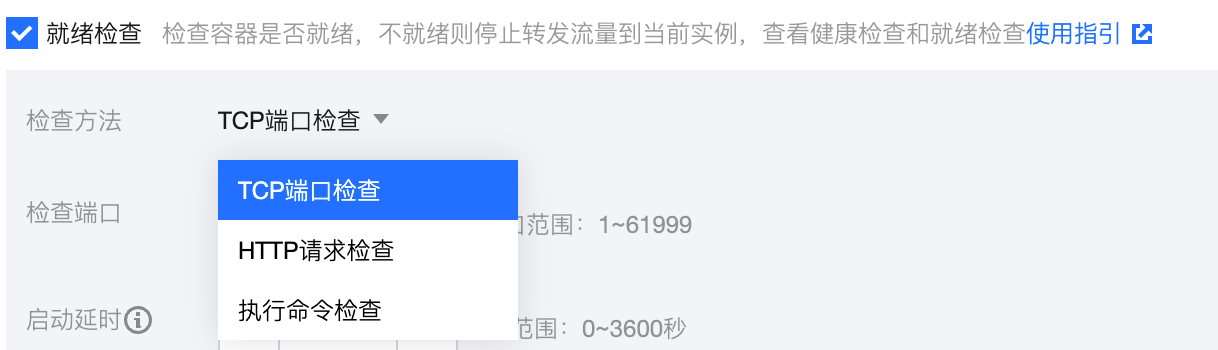 就绪检查 检查容器是否就绪，不就绪则停止转发流量到当前实例，查看健康检查和就绪检查使用指引
检查方法 TCP端口检查
TCP端口检查
检查端口 口范围：1~61999
HTTP请求检查
执行命令检查
启动延时 范围：0~3600秒